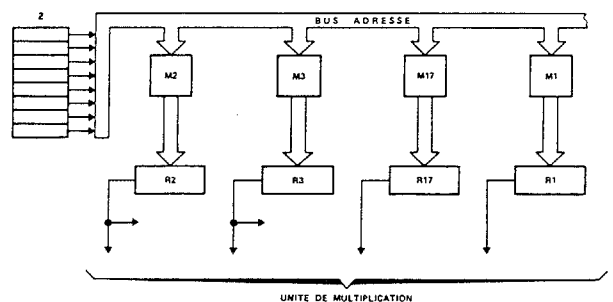 2
BUS ADRESSE
M2 M3 M17 M1
R2 R3 R17 R1
UNITE DE MULTIPLICATION